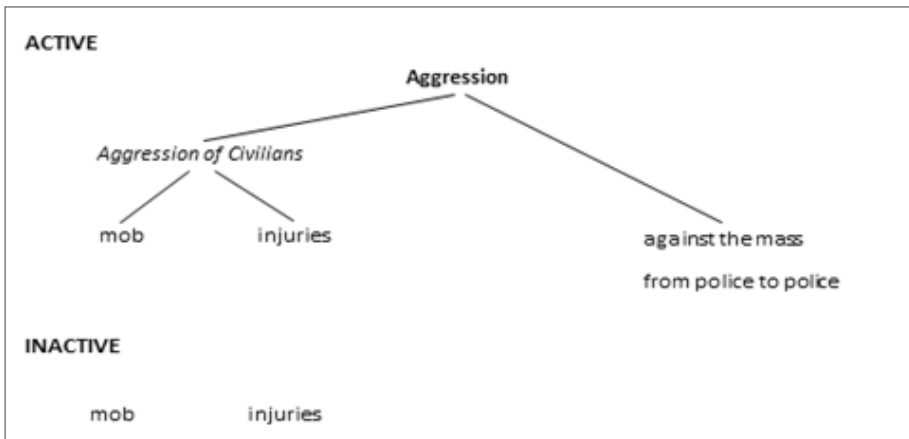 ACTIVE
Aggression
Aggression of Civilians
mob injuries
against the mass
from police to police
INACTIVE
mob injuries